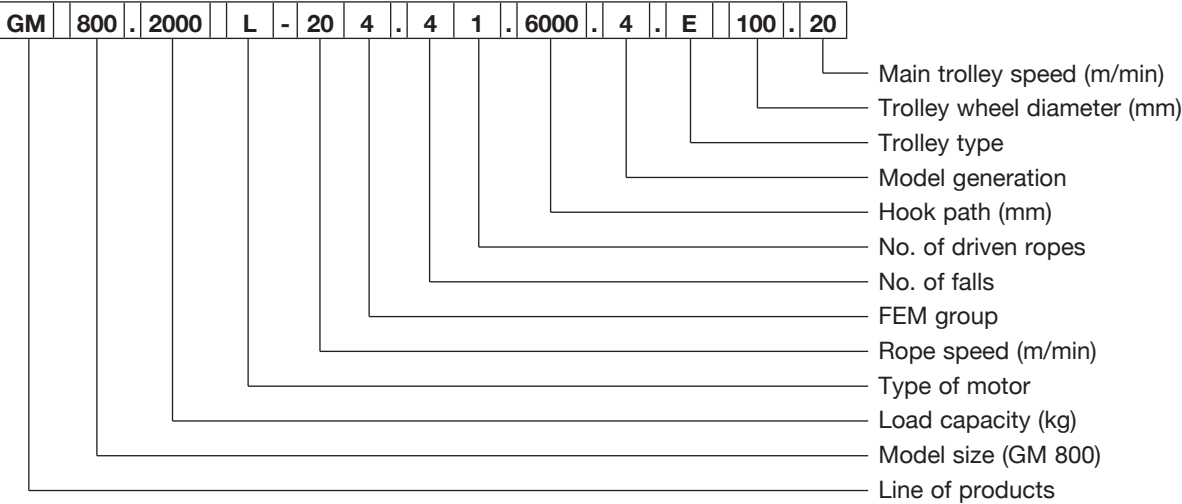 GM 800 . 2000 L - 20 4 . 4 1 . 6000 . 4 . E 100 . 20
Main trolley speed (m/min)
Trolley wheel diameter (mm)
Trolley type
Model generation
Hook path (mm)
No. of driven ropes
No. of falls
FEM group
Rope speed (m/min)
Type of motor
Load capacity (kg)
Model size (GM 800)
Line of products